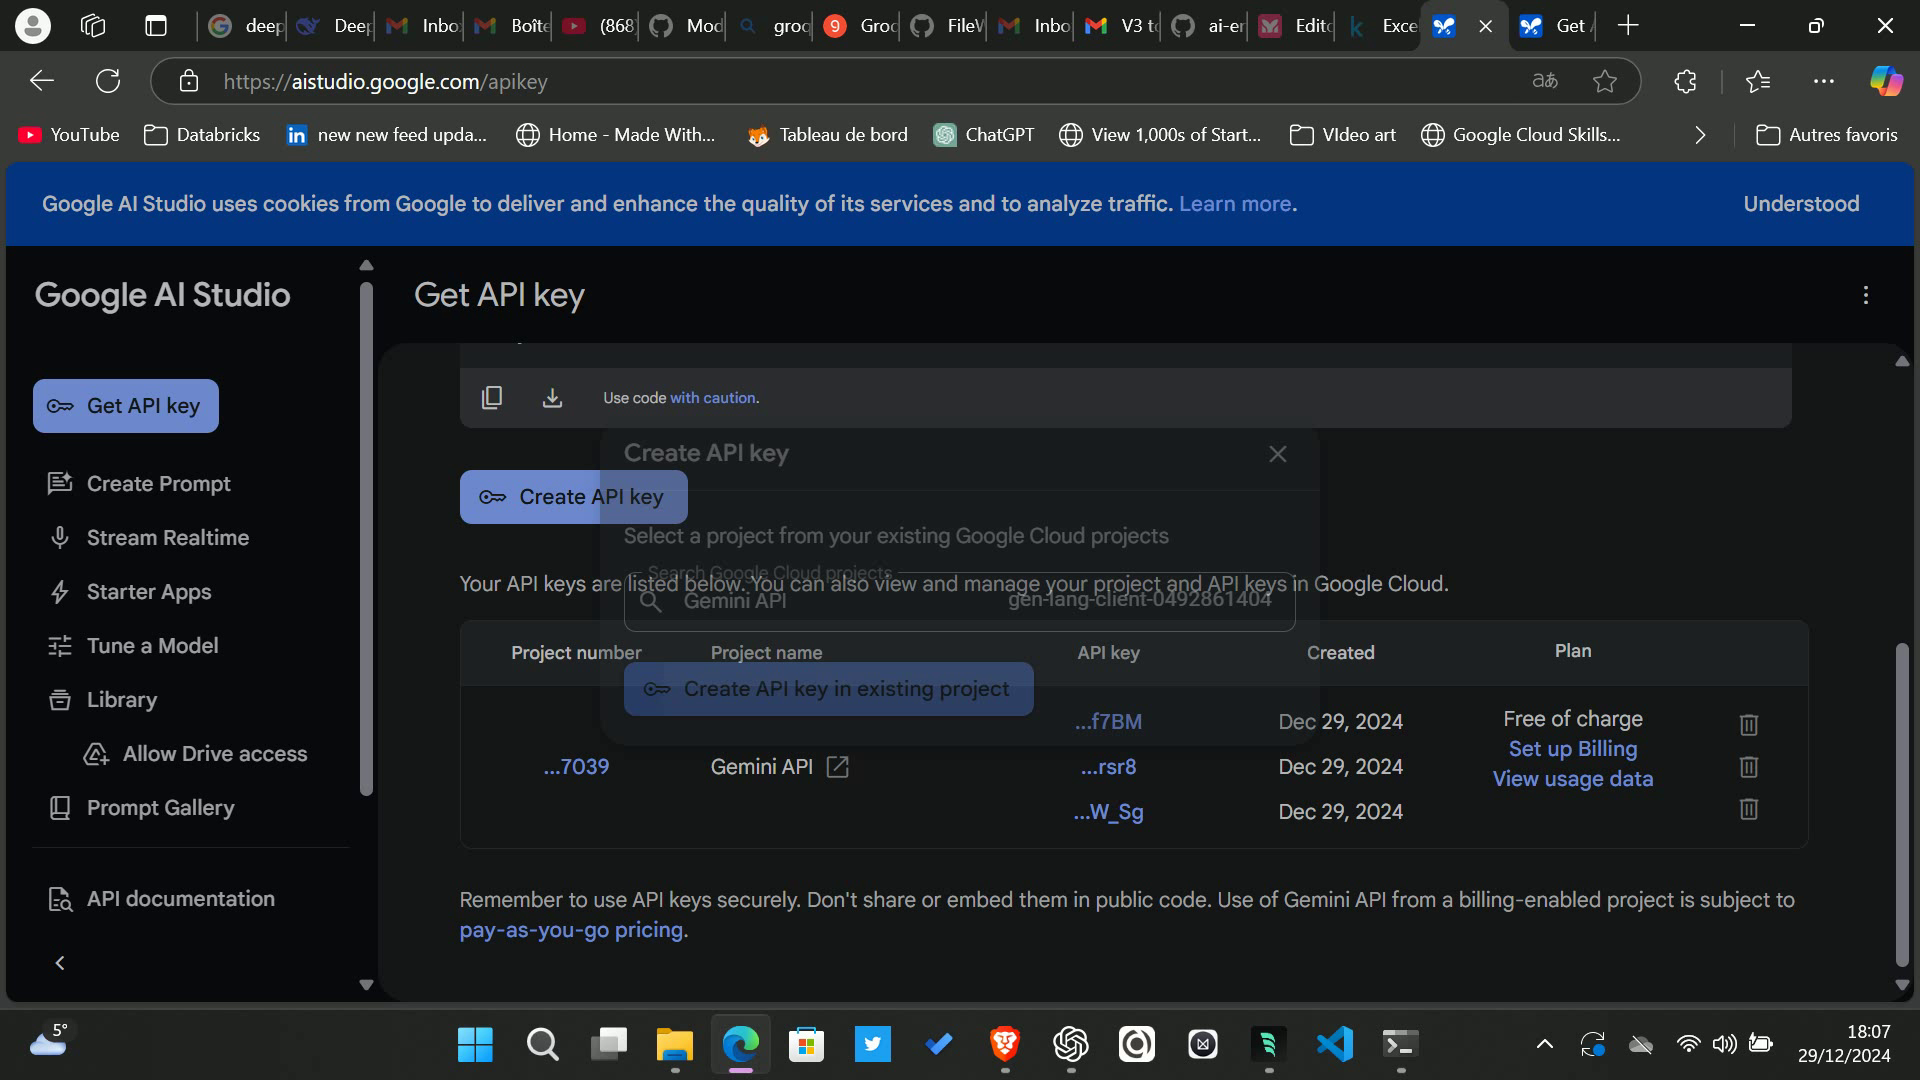 deep
Deep
Inbo
Boîte
(868
Mod
groq
Groq
FileV
Inbo
V3 to
ai-er
Edito
Exce
Get
https://aistudio.google.com/apikey
YouTube
Databricks
new new feed upda...
Home - Made With...
Tableau de bord
ChatGPT
View 1,000s of Start...
VIdeo art
Google Cloud Skills...
Autres favoris
Google AI Studio uses cookies from Google to deliver and enhance the quality of its services and to analyze traffic. Learn more.
Understood
Google AI Studio
Get API key
Create Prompt
Stream Realtime
Starter Apps
Tune a Model
Library
Allow Drive access
Prompt Gallery
API documentation
Get API key
Use code with caution.
Create API key
Create API key
Select a project from your existing Google Cloud projects
Search Google Cloud projects
Your API keys are listed below. You can also view and manage your project and API keys in Google Cloud.
Gemini API gen-lang-client-0492861404
Project number Project name API key Created Plan
Create API key in existing project
...f7BM Dec 29, 2024 Free of charge
Set up Billing
...7039 Gemini API ...rsr8 Dec 29, 2024
View usage data
...W_Sg Dec 29, 2024
Remember to use API keys securely. Don't share or embed them in public code. Use of Gemini API from a billing-enabled project is subject to
pay-as-you-go pricing.
5°
18:07
29/12/2024